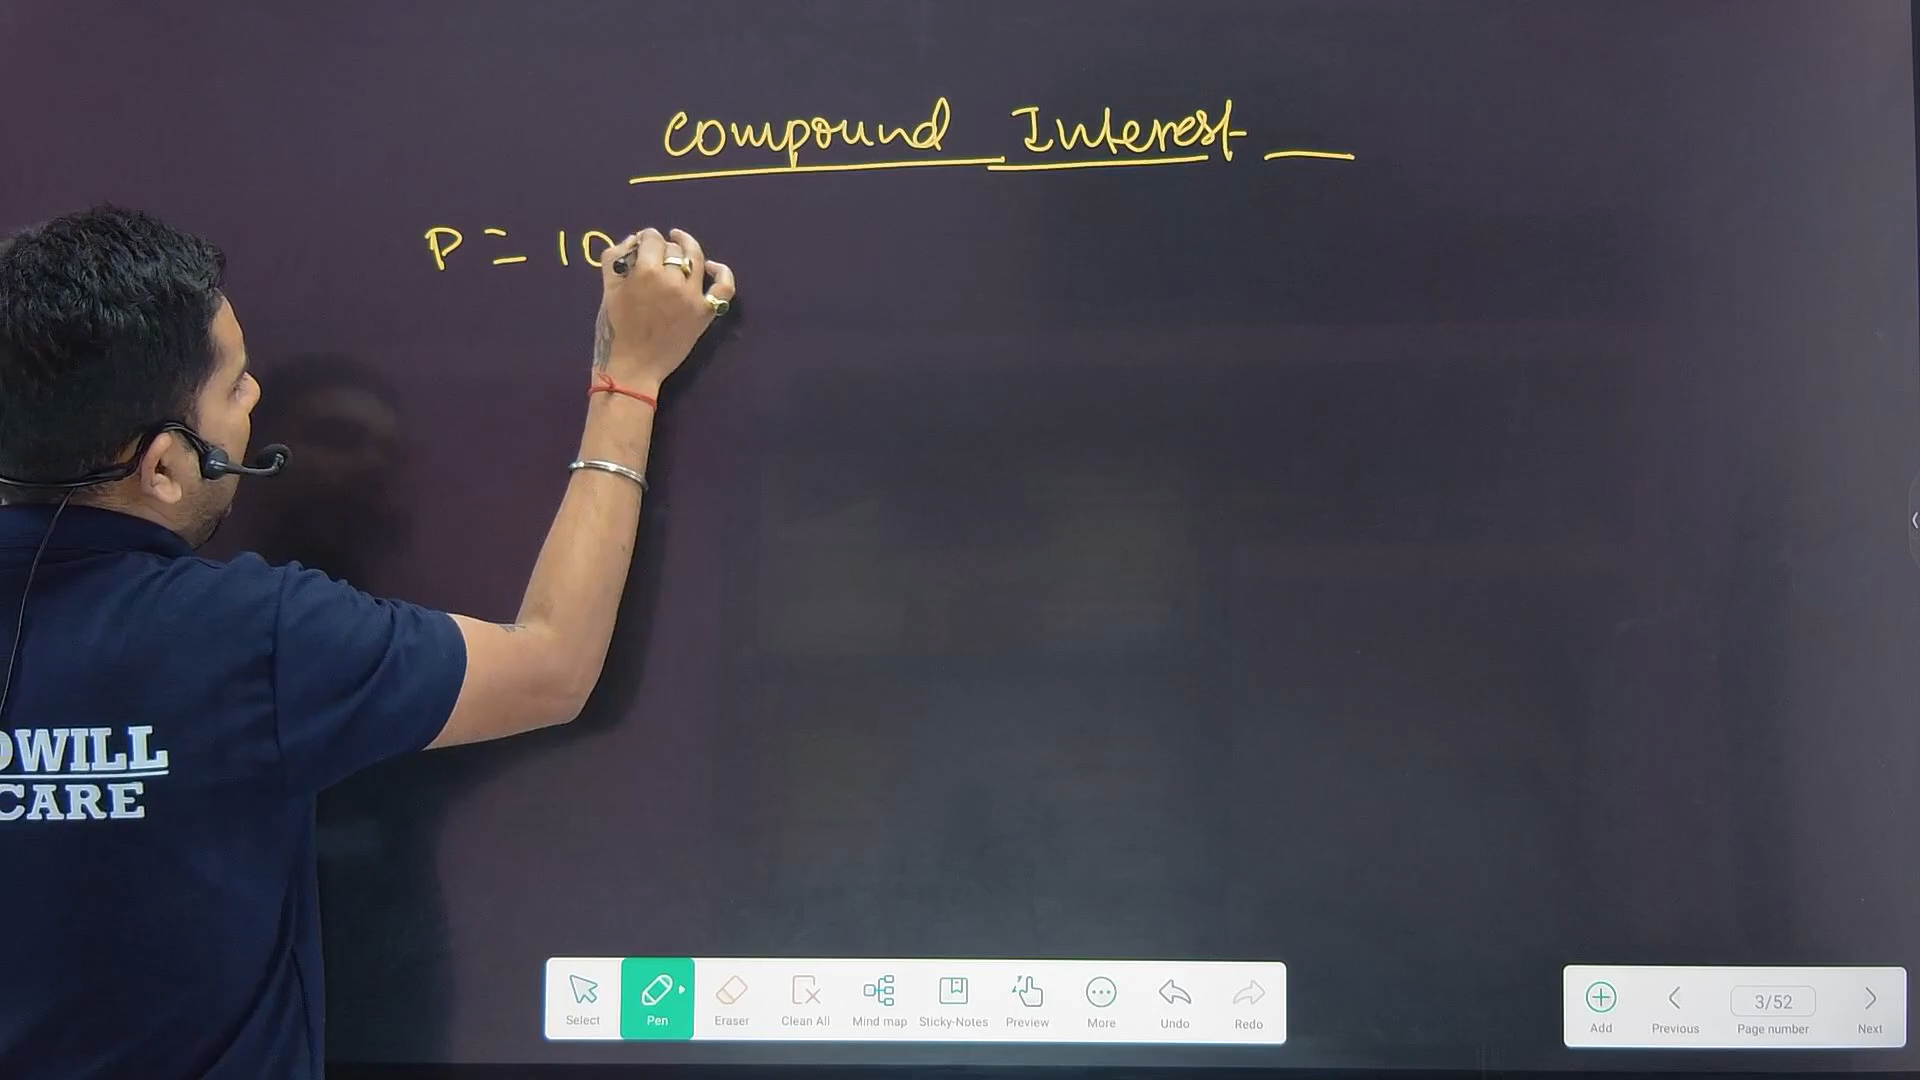 Compound Interest
P = 10
WILL
CARE
Select Pen Eraser Clean All Mind map Sticky-Notes Preview More Undo Redo
Add Previous 3/52 Page number Next